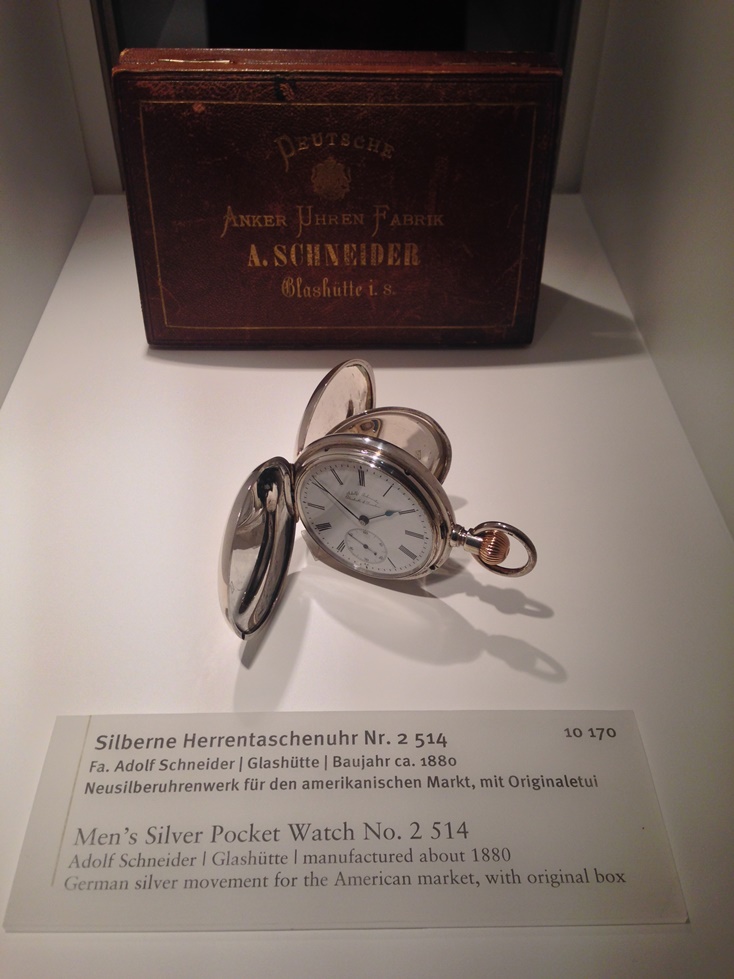 DEUTSCHE
ANKER UHREN FABRIK
A. SCHNEIDER
Glashütte i. s.
Silberne Herrentaschenuhr Nr. 2 514
10 170
Fa. Adolf Schneider | Glashütte | Baujahr ca. 1880
Neusilberuhrenwerk für den amerikanischen Markt, mit Originaletui
Men's Silver Pocket Watch No. 2 514
Adolf Schneider | Glashütte | manufactured about 1880
German silver movement for the American market, with original box